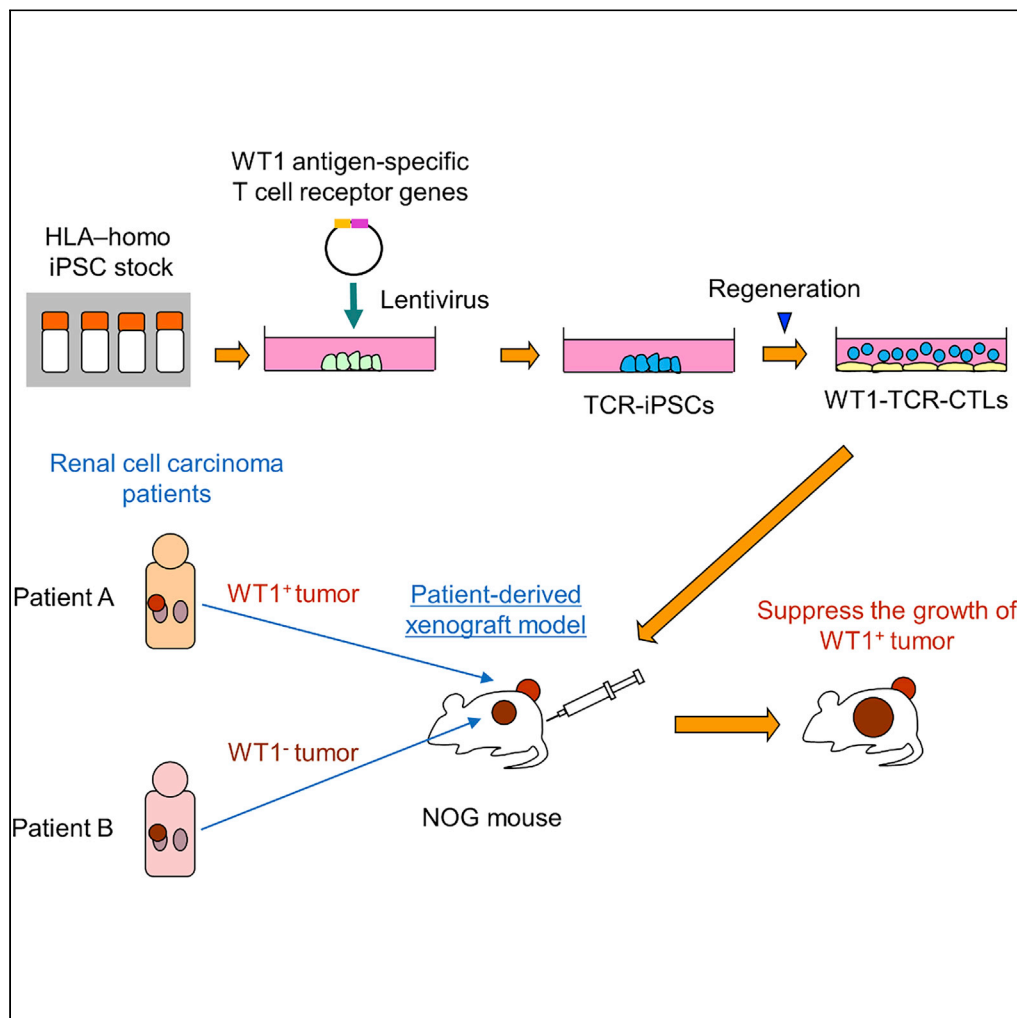 WT1 antigen-specific
T cell receptor genes
HLA–homo
iPSC stock
Lentivirus
Regeneration
TCR-iPSCs
WT1-TCR-CTLs
Renal cell carcinoma
patients
Patient A
WT1⁺ tumor
Patient-derived
xenograft model
Suppress the growth of
WT1⁺ tumor
WT1⁻ tumor
Patient B
NOG mouse